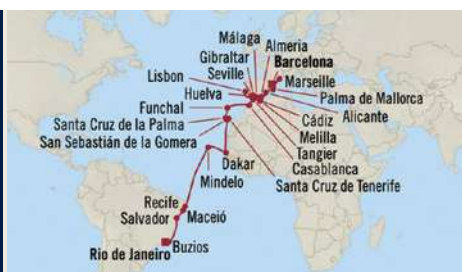 Málaga
Gibraltar
Almeria
Seville
Barcelona
Lisbon
Marseille
Huelva
Palma de Mallorca
Funchal
Cádiz
Alicante
Santa Cruz de la Palma
Melilla
San Sebastián de la Gomera
Tangier
Casablanca
Dakar
Santa Cruz de Tenerife
Mindelo
Recife
Salvador
Maceió
Rio de Janeiro
Buzios